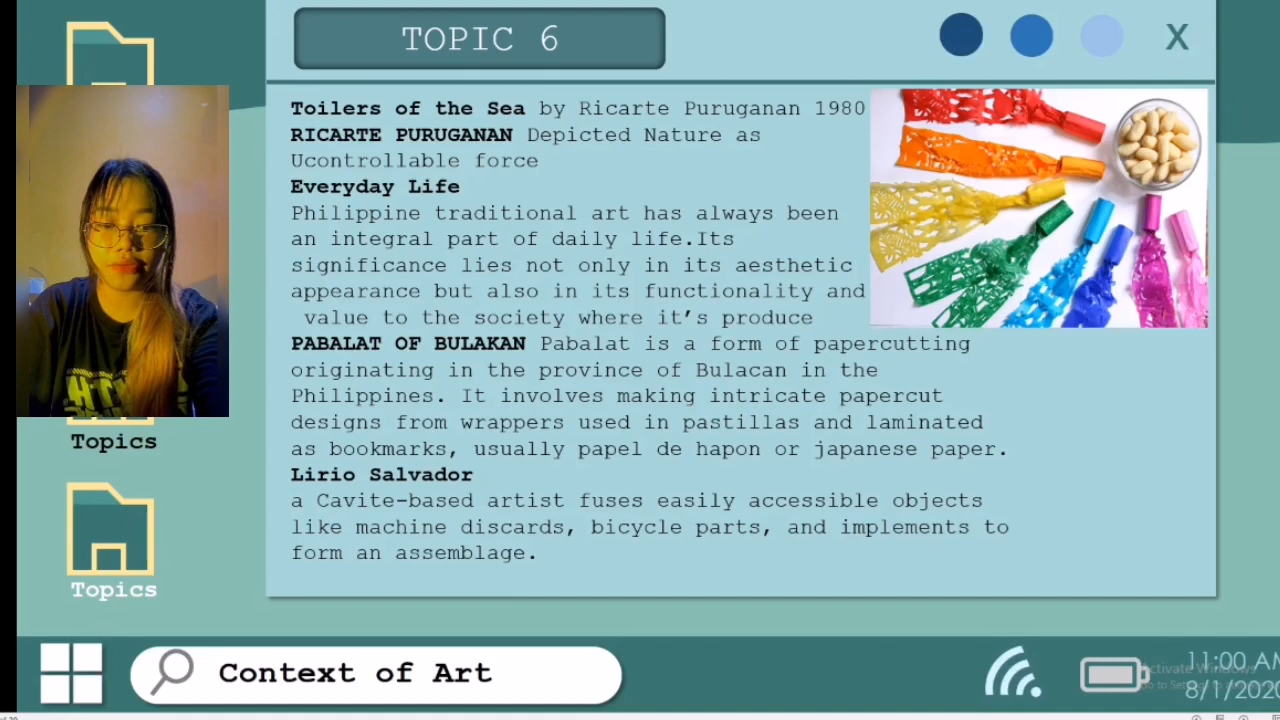 TOPIC 6
X
Toilers of the Sea by Ricarte Puruganan 1980
RICARTE PURUGANAN Depicted Nature as
Ucontrollable force
Everyday Life
Philippine traditional art has always been
an integral part of daily life.Its
significance lies not only in its aesthetic
appearance but also in its functionality and
value to the society where it’s produce
PABALAT OF BULAKAN Pabalat is a form of papercutting
originating in the province of Bulacan in the
Philippines. It involves making intricate papercut
designs from wrappers used in pastillas and laminated
as bookmarks, usually papel de hapon or japanese paper.
Lirio Salvador
a Cavite-based artist fuses easily accessible objects
like machine discards, bicycle parts, and implements to
form an assemblage.
Topics
Topics
Context of Art
11:00 AM
8/1/2020
Activate Windows